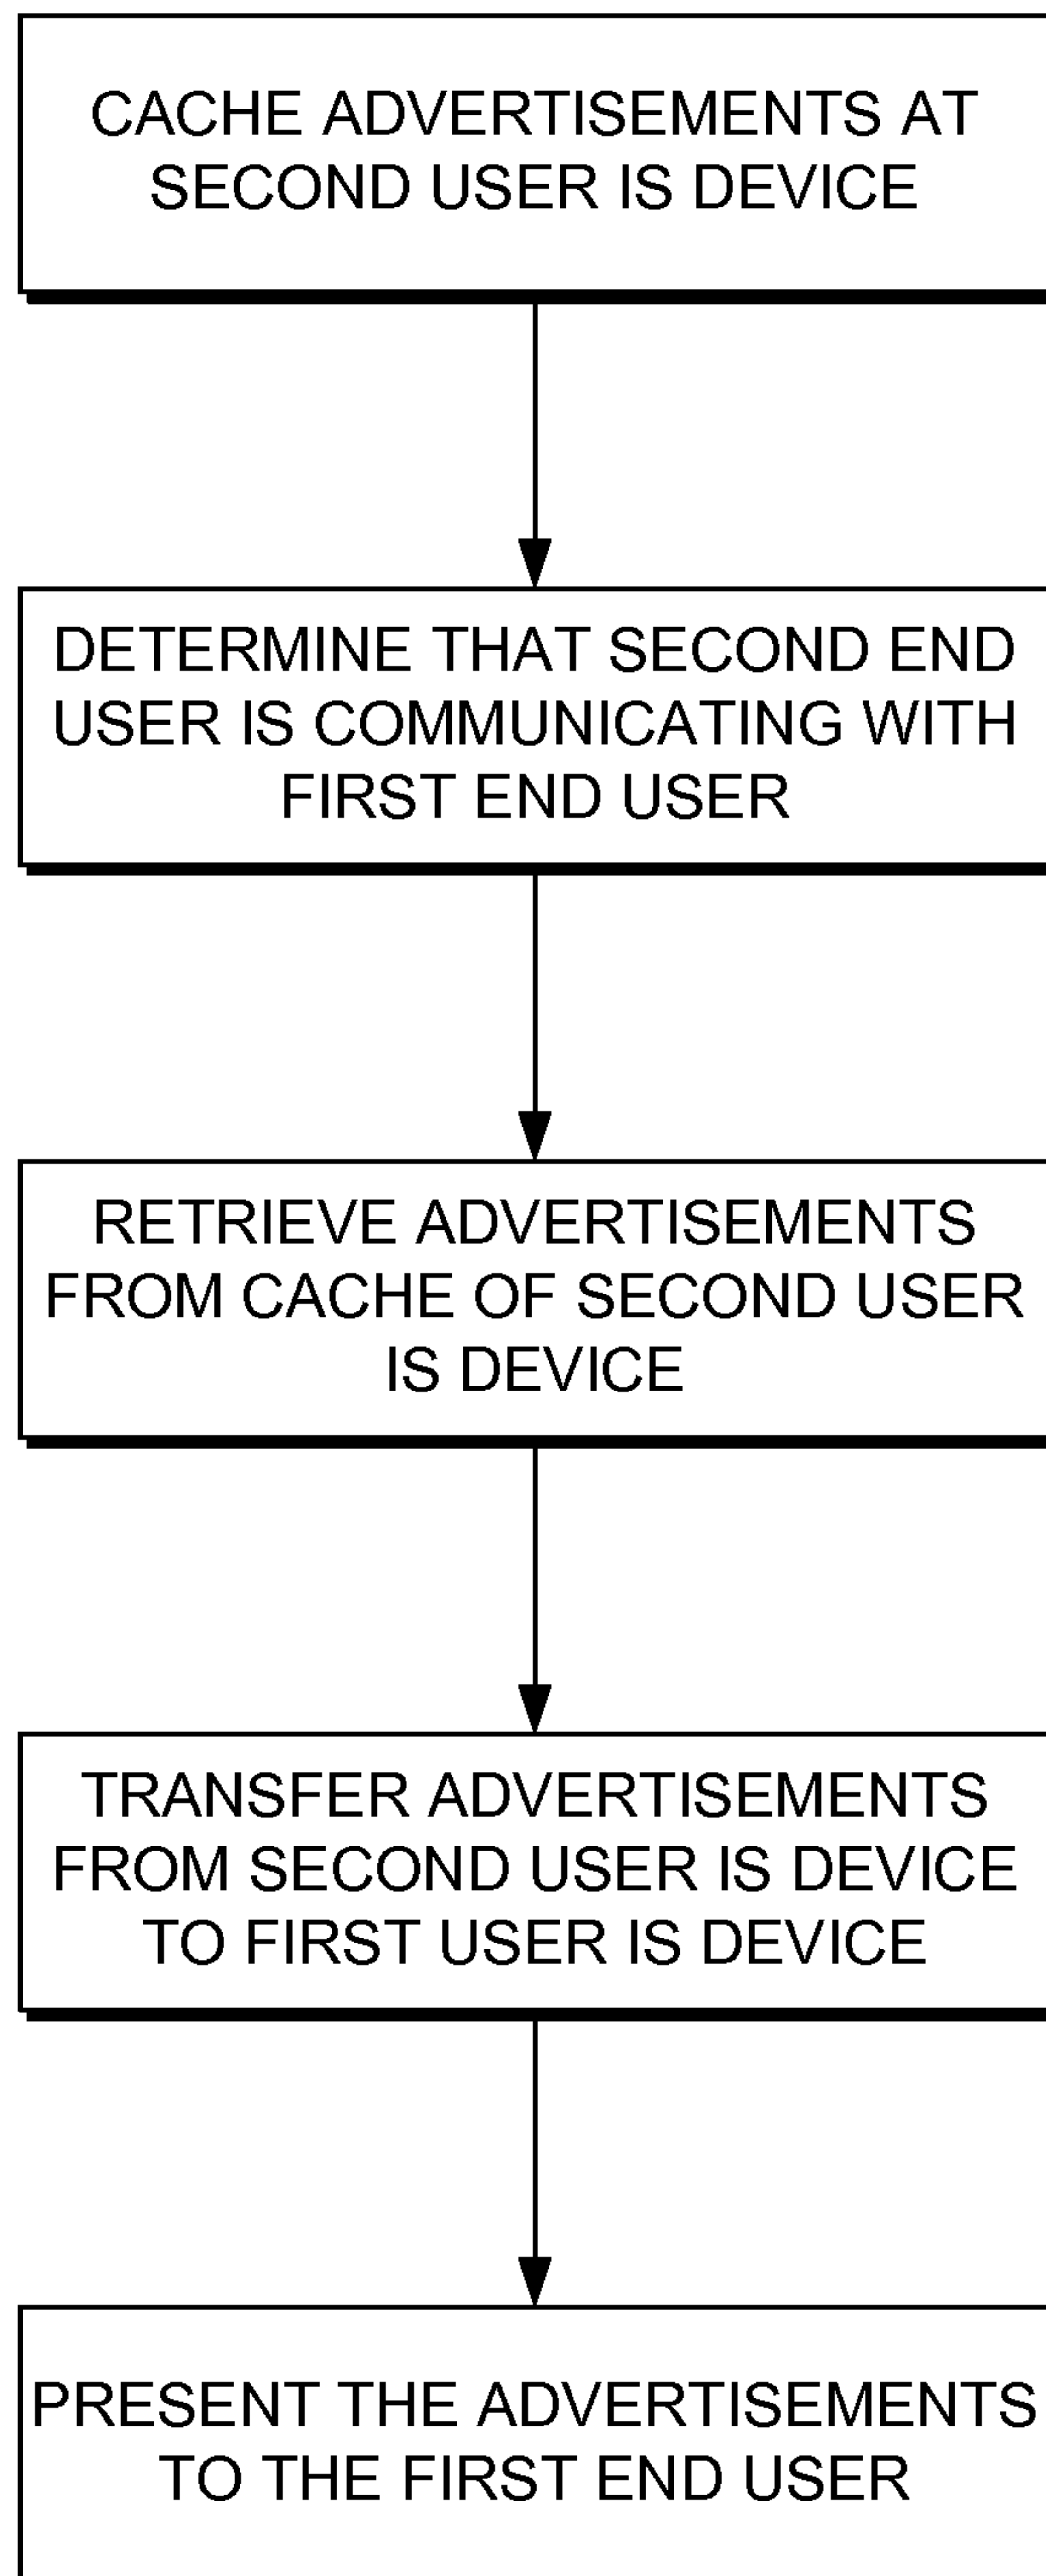 CACHE ADVERTISEMENTS AT
SECOND USER IS DEVICE
DETERMINE THAT SECOND END
USER IS COMMUNICATING WITH
FIRST END USER
RETRIEVE ADVERTISEMENTS
FROM CACHE OF SECOND USER
IS DEVICE
TRANSFER ADVERTISEMENTS
FROM SECOND USER IS DEVICE
TO FIRST USER IS DEVICE
PRESENT THE ADVERTISEMENTS
TO THE FIRST END USER